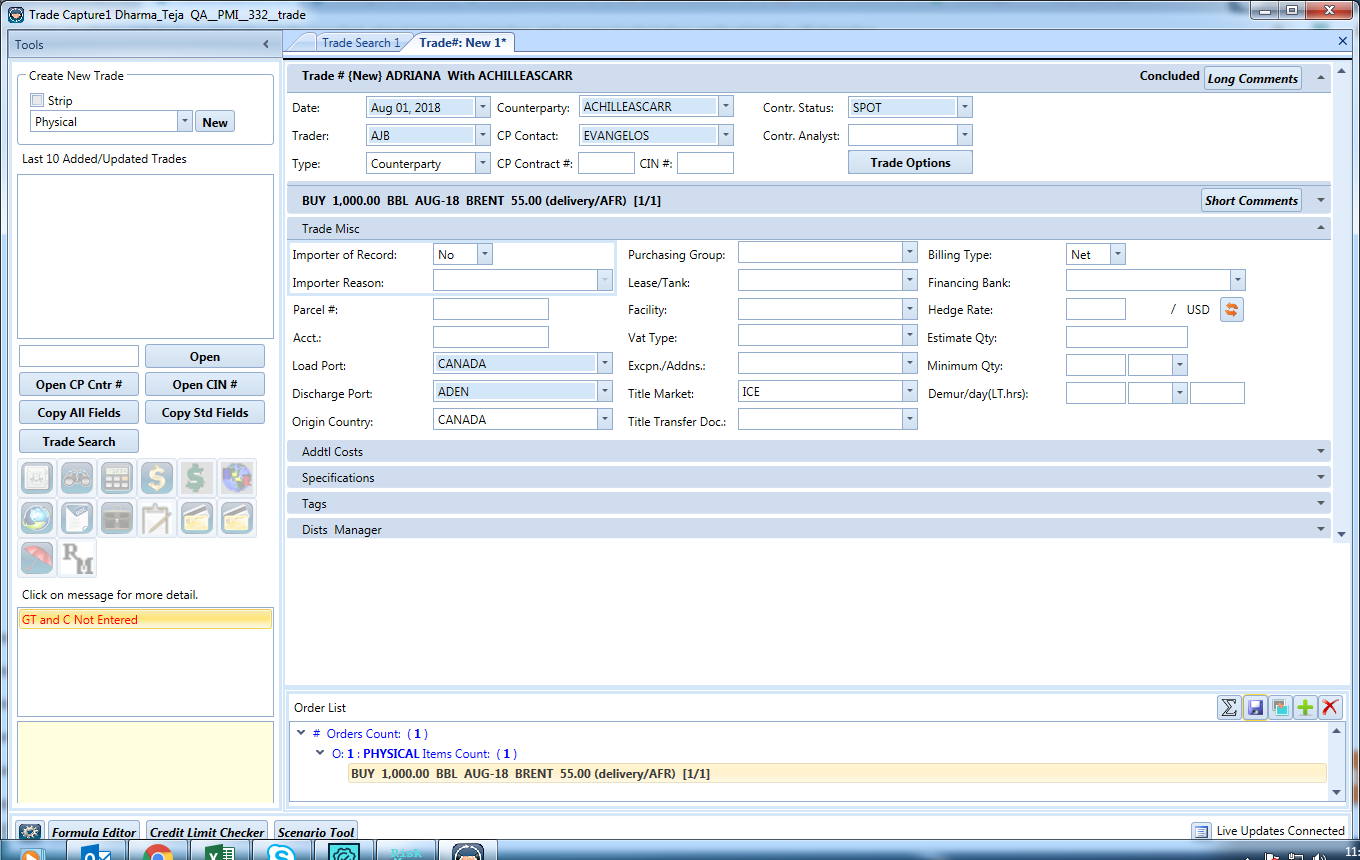 Trade Capture1 Dharma_Teja QA__PMI__332__trade
Tools
Trade Search 1
Trade#: New 1*
Create New Trade
Strip
Physical
New
Last 10 Added/Updated Trades
Open
Open CP Cntr #
Open CIN #
Copy All Fields
Copy Std Fields
Trade Search
RM
Click on message for more detail.
GT and C Not Entered
Trade # {New} ADRIANA With ACHILLEASCARR
Concluded
Long Comments
Date: Aug 01, 2018 Counterparty: ACHILLEASCARR Contr. Status: SPOT
Trader: AJB CP Contact: EVANGELOS Contr. Analyst:
Type: Counterparty CP Contract #: CIN #: Trade Options
BUY 1,000.00 BBL AUG-18 BRENT 55.00 (delivery/AFR) [1/1]
Short Comments
Trade Misc
Importer of Record: No Purchasing Group: Billing Type: Net
Importer Reason: Lease/Tank: Financing Bank:
Parcel #: Facility: Hedge Rate: / USD
Acct.: Vat Type: Estimate Qty:
Load Port: CANADA Excpn./Addns.: Minimum Qty:
Discharge Port: ADEN Title Market: ICE Demur/day(LT.hrs):
Origin Country: CANADA Title Transfer Doc.:
Addtl Costs
Specifications
Tags
Dists Manager
Order List
# Orders Count: ( 1 )
O: 1 : PHYSICAL Items Count: ( 1 )
BUY 1,000.00 BBL AUG-18 BRENT 55.00 (delivery/AFR) [1/1]
Formula Editor
Credit Limit Checker
Scenario Tool
Live Updates Connected